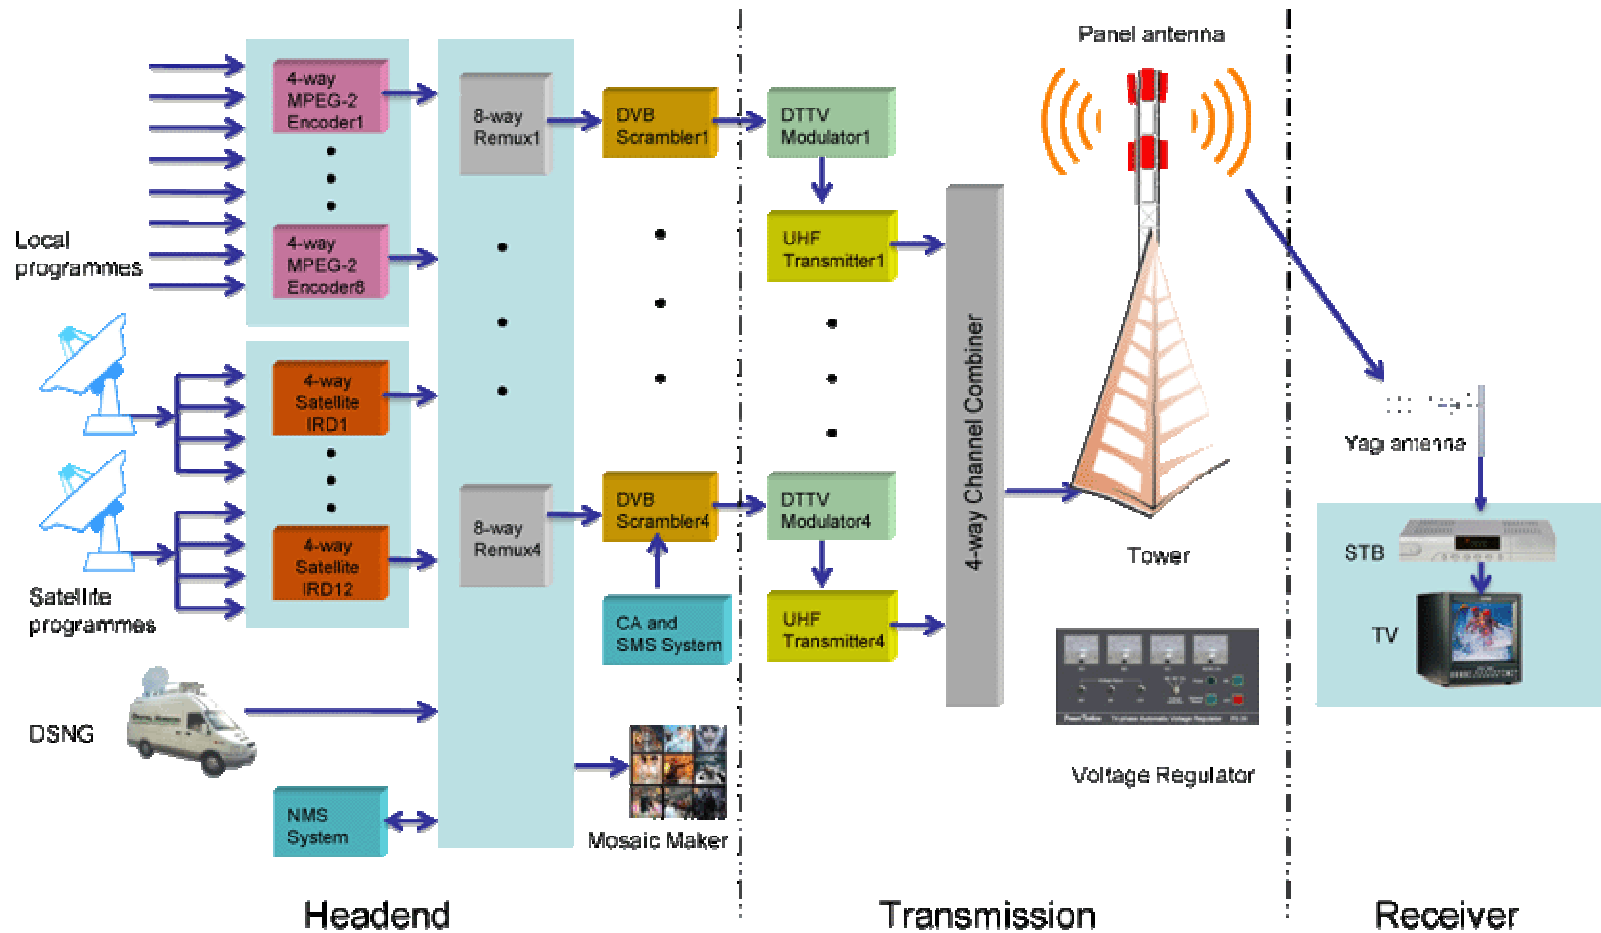 Panel antenna
4-way
MPEG-2
Encoder1
8-way
Remux1
DVB
Scrambler1
DTTV
Modulator1
Local
programmes
4-way
MPEG-2
Encoder8
UHF
Transmitter1
4-way Channel Combiner
4-way
Satellite
IRD1
Yagi antenna
8-way
Remux4
DVB
Scrambler4
DTTV
Modulator4
4-way
Satellite
IRD12
Tower
STB
Satellite
programmes
CA and
SMS System
UHF
Transmitter4
TV
DSNG
Voltage Regulator
NMS
System
Mosaic Maker
Headend
Transmission
Receiver